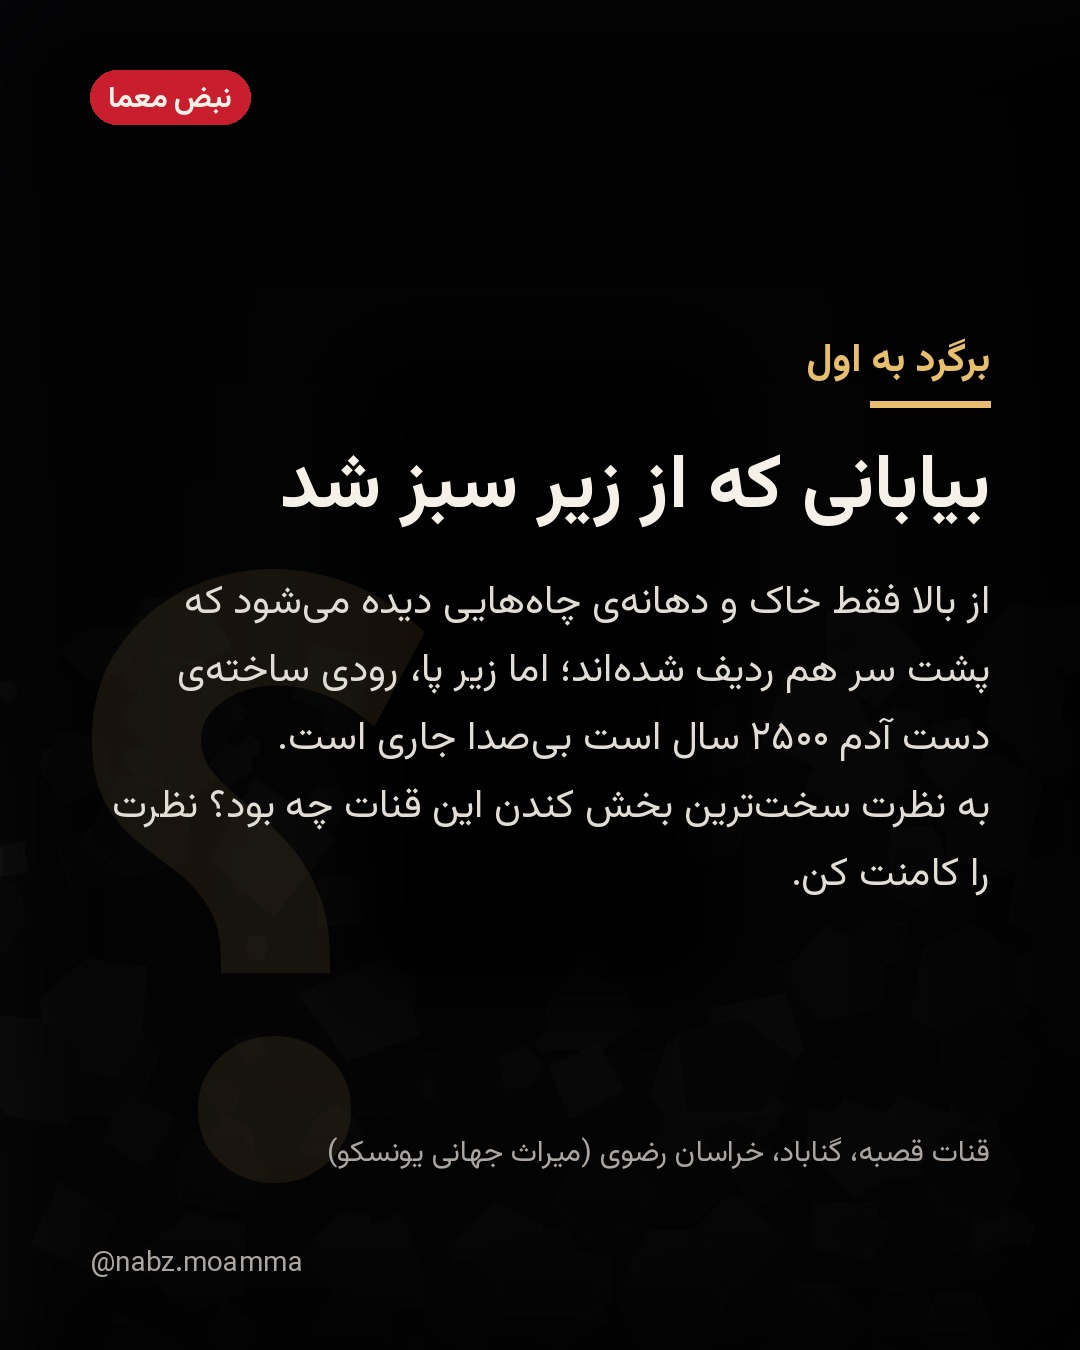 نبض معما
برگرد به اول
بیابانی که از زیر سبز شد
از بالا فقط خاک و دهانه‌ی چاه‌هایی دیده می‌شود که
پشت سر هم ردیف شده‌اند؛ اما زیر پا، رودی ساخته‌ی
دست آدم ۲۵۰۰ سال است بی‌صدا جاری است.
به نظرت سخت‌ترین بخش کندن این قنات چه بود؟ نظرت
را کامنت کن.
قنات قصبه، گناباد، خراسان رضوی (میراث جهانی یونسکو)
@nabz.moamma